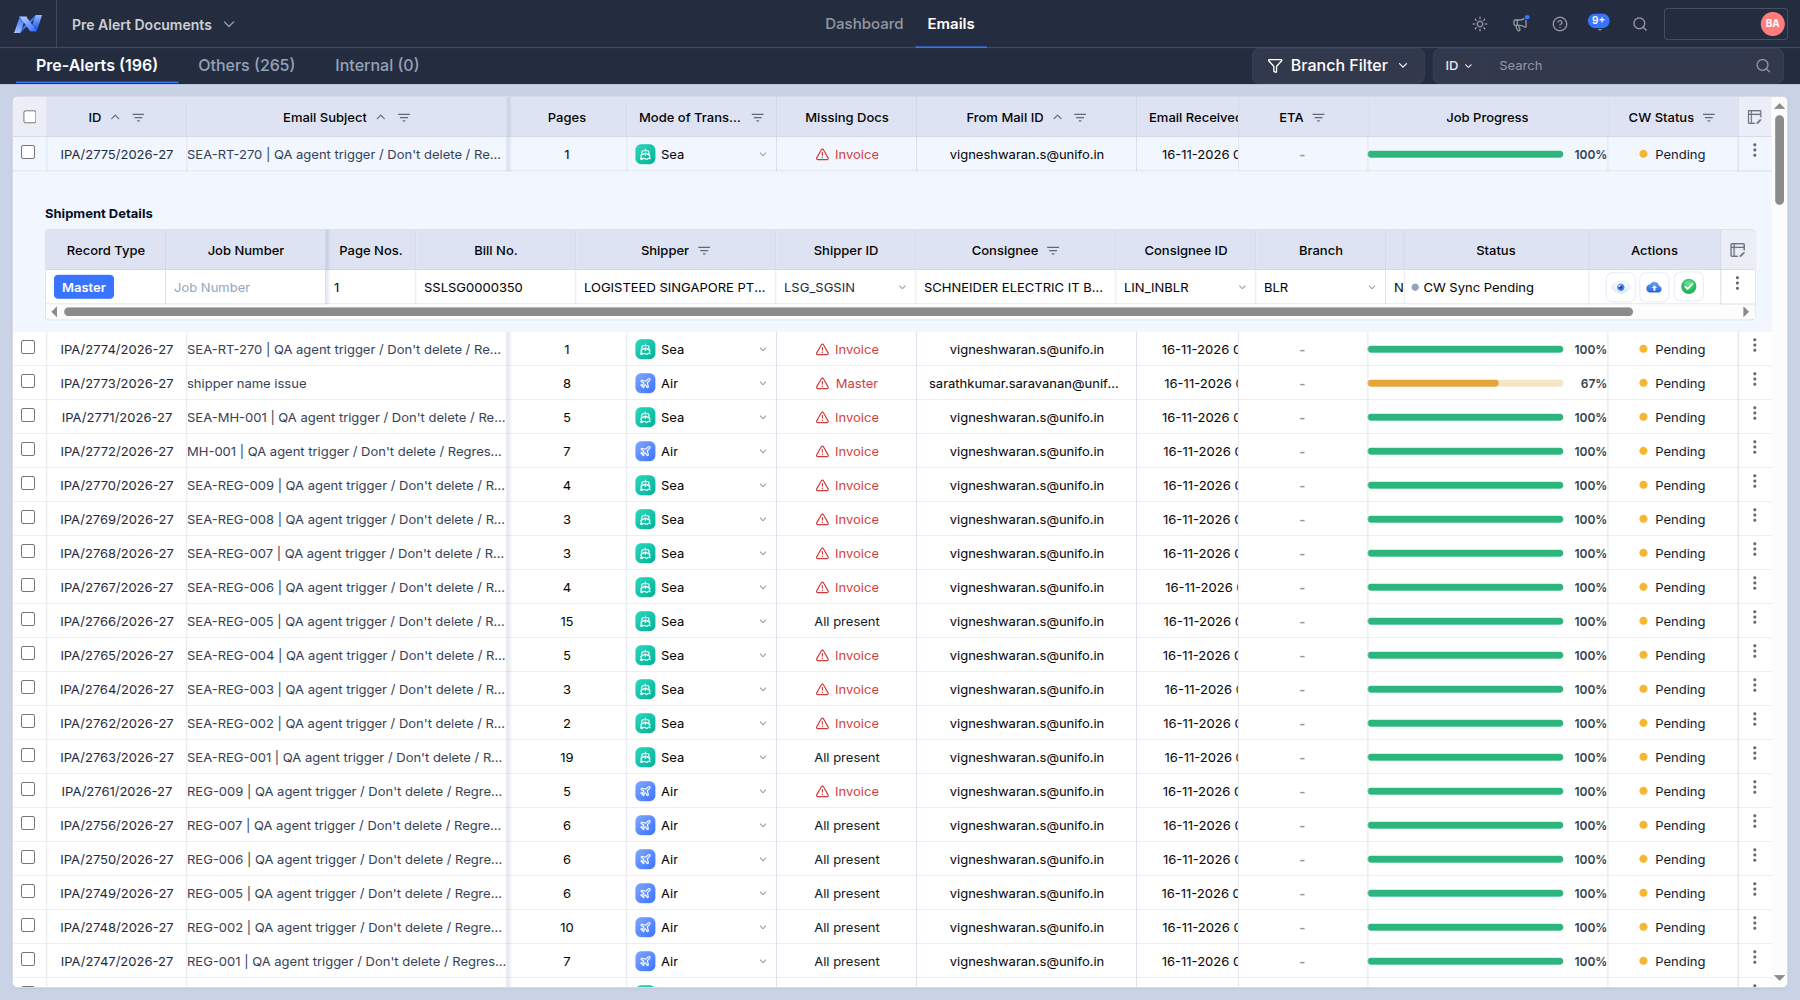 Pre Alert Documents
Dashboard Emails
9+
BA
Pre-Alerts (196) Others (265) Internal (0)
Branch Filter ID Search
ID Email Subject Pages Mode of Trans... Missing Docs From Mail ID Email Received ETA Job Progress CW Status
IPA/2775/2026-27 SEA-RT-270 | QA agent trigger / Don't delete / Re... 1 Sea Invoice vigneshwaran.s@unifo.in 16-11-2026 0 - 100% Pending
Shipment Details
Record Type Job Number Page Nos. Bill No. Shipper Shipper ID Consignee Consignee ID Branch Status Actions
Master Job Number 1 SSLSG0000350 LOGISTEED SINGAPORE PT... LSG_SGSIN SCHNEIDER ELECTRIC IT B... LIN_INBLR BLR N CW Sync Pending
IPA/2774/2026-27 SEA-RT-270 | QA agent trigger / Don't delete / Re... 1 Sea Invoice vigneshwaran.s@unifo.in 16-11-2026 0 - 100% Pending
IPA/2773/2026-27 shipper name issue 8 Air Master sarathkumar.saravanan@unif... 16-11-2026 0 - 67% Pending
IPA/2771/2026-27 SEA-MH-001 | QA agent trigger / Don't delete / Re... 5 Sea Invoice vigneshwaran.s@unifo.in 16-11-2026 0 - 100% Pending
IPA/2772/2026-27 MH-001 | QA agent trigger / Don't delete / Regres... 7 Air Invoice vigneshwaran.s@unifo.in 16-11-2026 0 - 100% Pending
IPA/2770/2026-27 SEA-REG-009 | QA agent trigger / Don't delete / R... 4 Sea Invoice vigneshwaran.s@unifo.in 16-11-2026 0 - 100% Pending
IPA/2769/2026-27 SEA-REG-008 | QA agent trigger / Don't delete / R... 3 Sea Invoice vigneshwaran.s@unifo.in 16-11-2026 0 - 100% Pending
IPA/2768/2026-27 SEA-REG-007 | QA agent trigger / Don't delete / R... 3 Sea Invoice vigneshwaran.s@unifo.in 16-11-2026 0 - 100% Pending
IPA/2767/2026-27 SEA-REG-006 | QA agent trigger / Don't delete / R... 4 Sea Invoice vigneshwaran.s@unifo.in 16-11-2026 0 - 100% Pending
IPA/2766/2026-27 SEA-REG-005 | QA agent trigger / Don't delete / R... 15 Sea All present vigneshwaran.s@unifo.in 16-11-2026 0 - 100% Pending
IPA/2765/2026-27 SEA-REG-004 | QA agent trigger / Don't delete / R... 5 Sea Invoice vigneshwaran.s@unifo.in 16-11-2026 0 - 100% Pending
IPA/2764/2026-27 SEA-REG-003 | QA agent trigger / Don't delete / R... 3 Sea Invoice vigneshwaran.s@unifo.in 16-11-2026 0 - 100% Pending
IPA/2762/2026-27 SEA-REG-002 | QA agent trigger / Don't delete / R... 2 Sea Invoice vigneshwaran.s@unifo.in 16-11-2026 0 - 100% Pending
IPA/2763/2026-27 SEA-REG-001 | QA agent trigger / Don't delete / R... 19 Sea All present vigneshwaran.s@unifo.in 16-11-2026 0 - 100% Pending
IPA/2761/2026-27 REG-009 | QA agent trigger / Don't delete / Regre... 5 Air Invoice vigneshwaran.s@unifo.in 16-11-2026 0 - 100% Pending
IPA/2756/2026-27 REG-007 | QA agent trigger / Don't delete / Regre... 6 Air All present vigneshwaran.s@unifo.in 16-11-2026 0 - 100% Pending
IPA/2750/2026-27 REG-006 | QA agent trigger / Don't delete / Regre... 6 Air All present vigneshwaran.s@unifo.in 16-11-2026 0 - 100% Pending
IPA/2749/2026-27 REG-005 | QA agent trigger / Don't delete / Regre... 6 Air All present vigneshwaran.s@unifo.in 16-11-2026 0 - 100% Pending
IPA/2748/2026-27 REG-002 | QA agent trigger / Don't delete / Regre... 10 Air All present vigneshwaran.s@unifo.in 16-11-2026 0 - 100% Pending
IPA/2747/2026-27 REG-001 | QA agent trigger / Don't delete / Regres... 7 Air All present vigneshwaran.s@unifo.in 16-11-2026 0 - 100% Pending